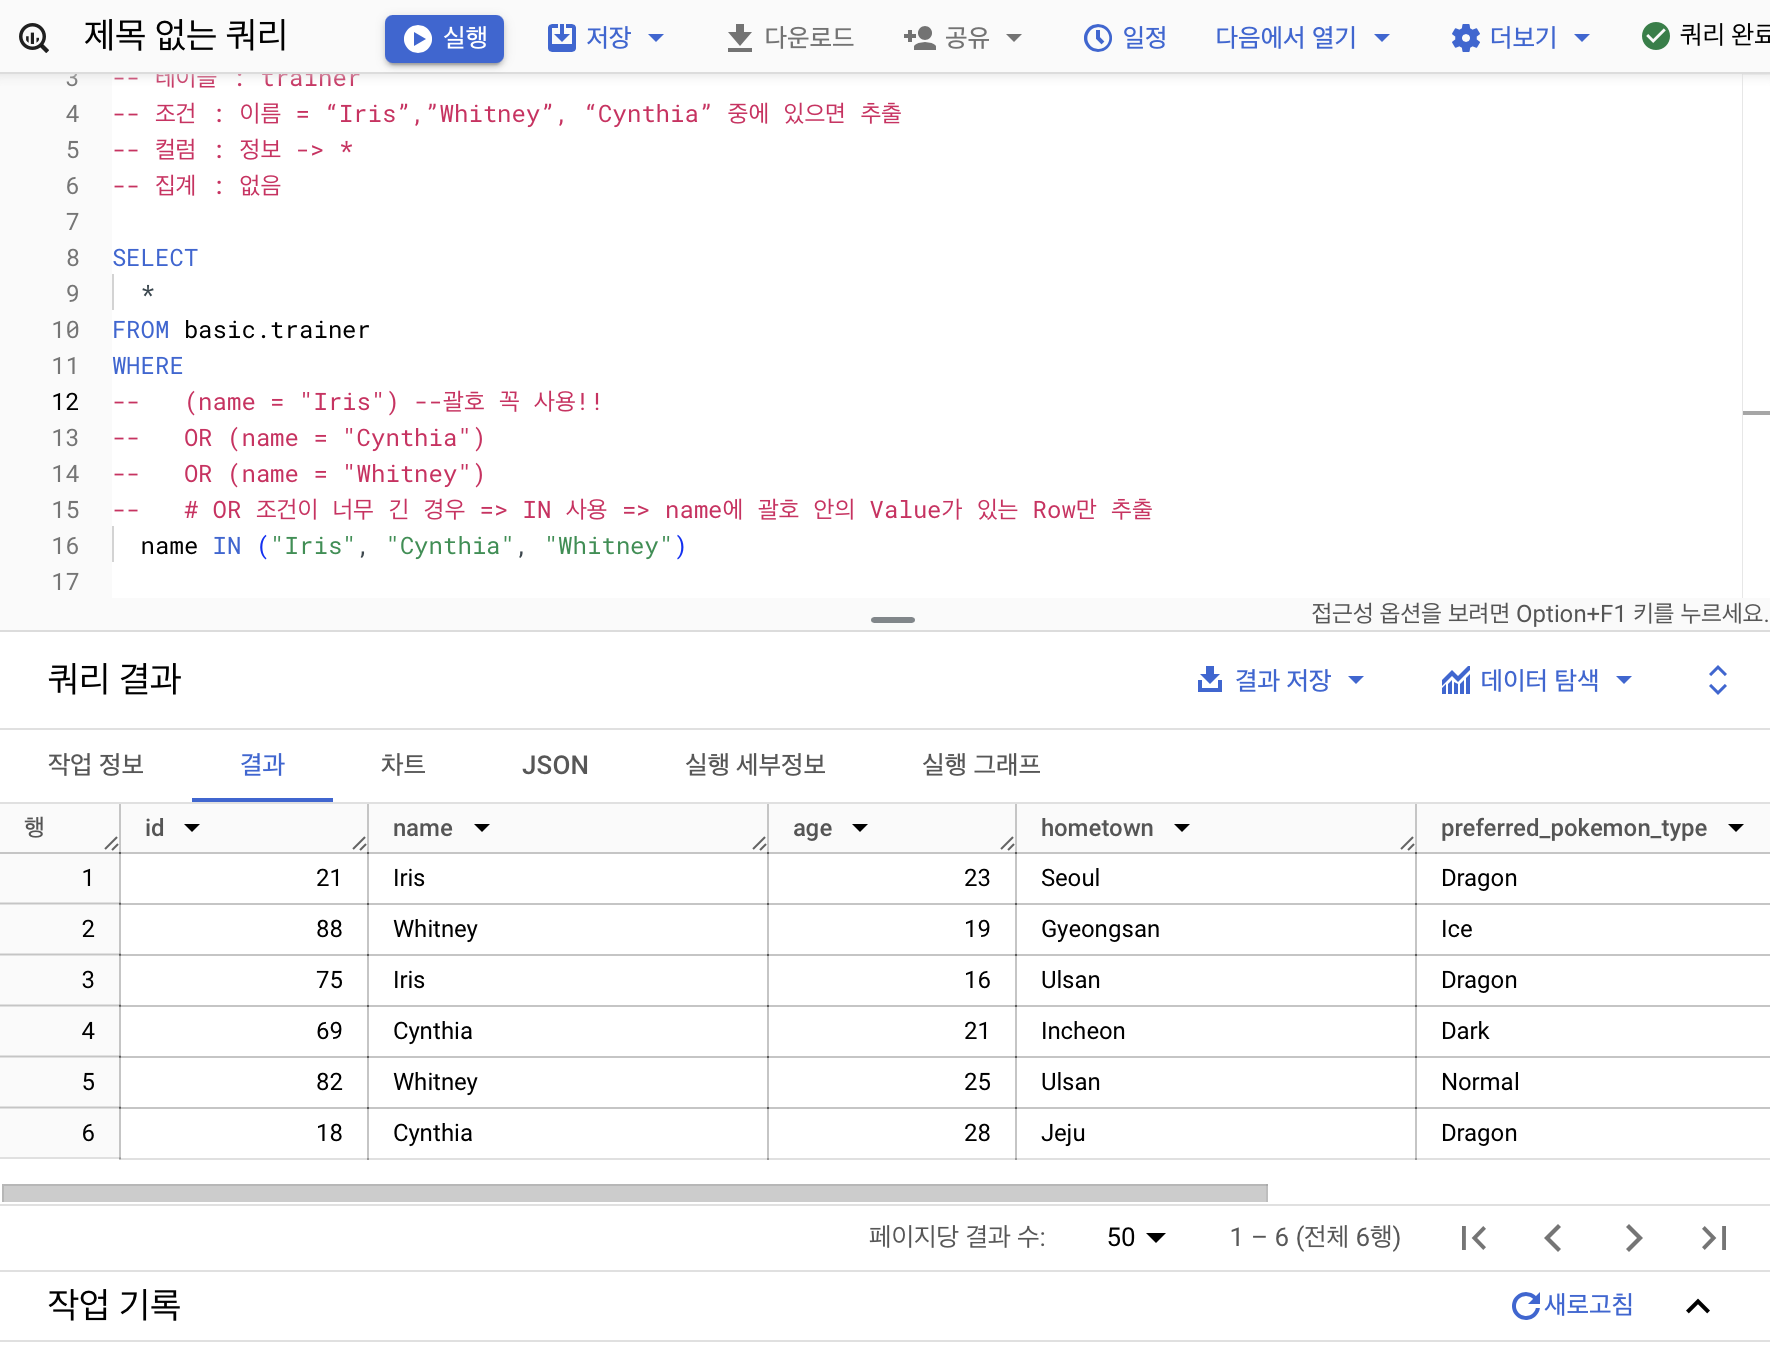 제목 없는 쿼리 실행 저장 다운로드 공유 일정 다음에서 열기 더보기 쿼리 완료
3 -- 테이블 : trainer
4 -- 조건 : 이름 = “Iris”,”Whitney”, “Cynthia” 중에 있으면 추출
5 -- 컬럼 : 정보 -> *
6 -- 집계 : 없음
7
8 SELECT
9 *
10 FROM basic.trainer
11 WHERE
12 -- (name = "Iris") --괄호 꼭 사용!!
13 -- OR (name = "Cynthia")
14 -- OR (name = "Whitney")
15 -- # OR 조건이 너무 긴 경우 => IN 사용 => name에 괄호 안의 Value가 있는 Row만 추출
16 name IN ("Iris", "Cynthia", "Whitney")
17
접근성 옵션을 보려면 Option+F1 키를 누르세요.
쿼리 결과 결과 저장 데이터 탐색
작업 정보 결과 차트 JSON 실행 세부정보 실행 그래프
행 id name age hometown preferred_pokemon_type
1 21 Iris 23 Seoul Dragon
2 88 Whitney 19 Gyeongsan Ice
3 75 Iris 16 Ulsan Dragon
4 69 Cynthia 21 Incheon Dark
5 82 Whitney 25 Ulsan Normal
6 18 Cynthia 28 Jeju Dragon
페이지당 결과 수: 50 1 – 6 (전체 6행)
작업 기록 새로고침